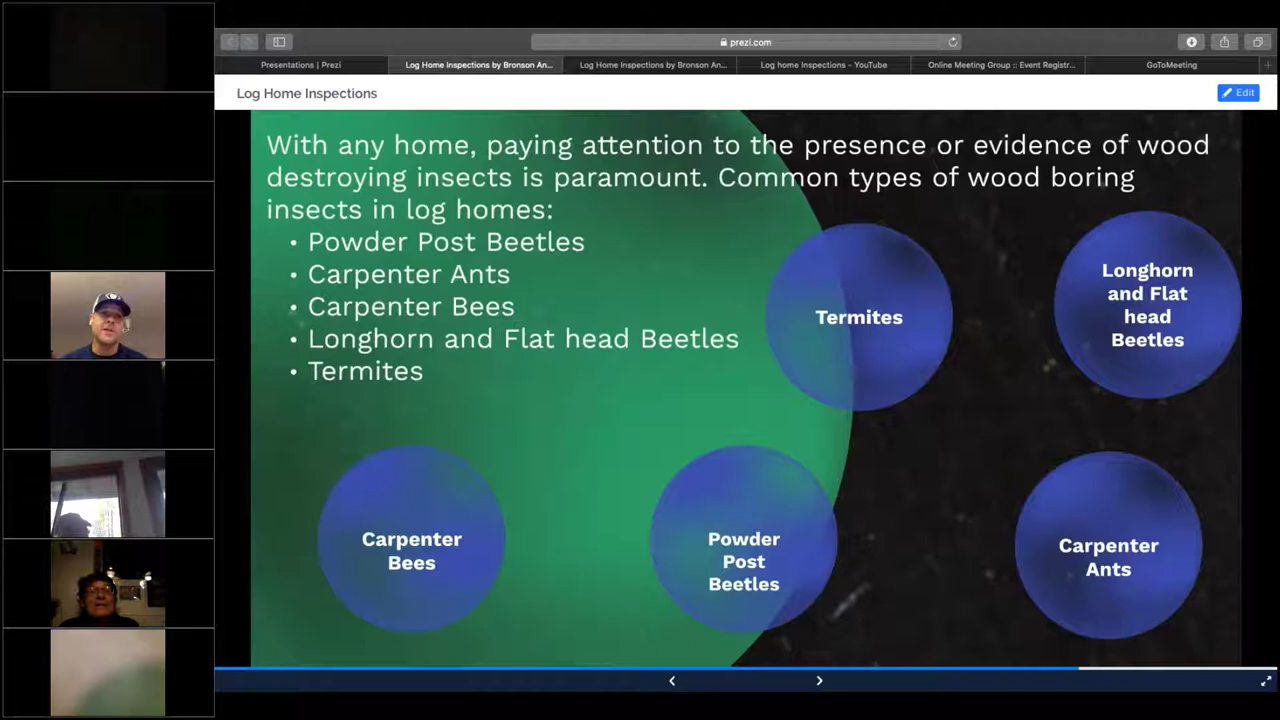 prezi.com
Presentations | Prezi
Log Home Inspections by Bronson An...
Log Home Inspections by Bronson An...
Log home Inspections - YouTube
Online Meeting Group :: Event Registr...
GoToMeeting
Log Home Inspections
Edit
With any home, paying attention to the presence or evidence of wood
destroying insects is paramount. Common types of wood boring
insects in log homes:
• Powder Post Beetles
• Carpenter Ants
• Carpenter Bees
• Longhorn and Flat head Beetles
• Termites
Termites
Longhorn
and Flat
head
Beetles
Carpenter
Bees
Powder
Post
Beetles
Carpenter
Ants